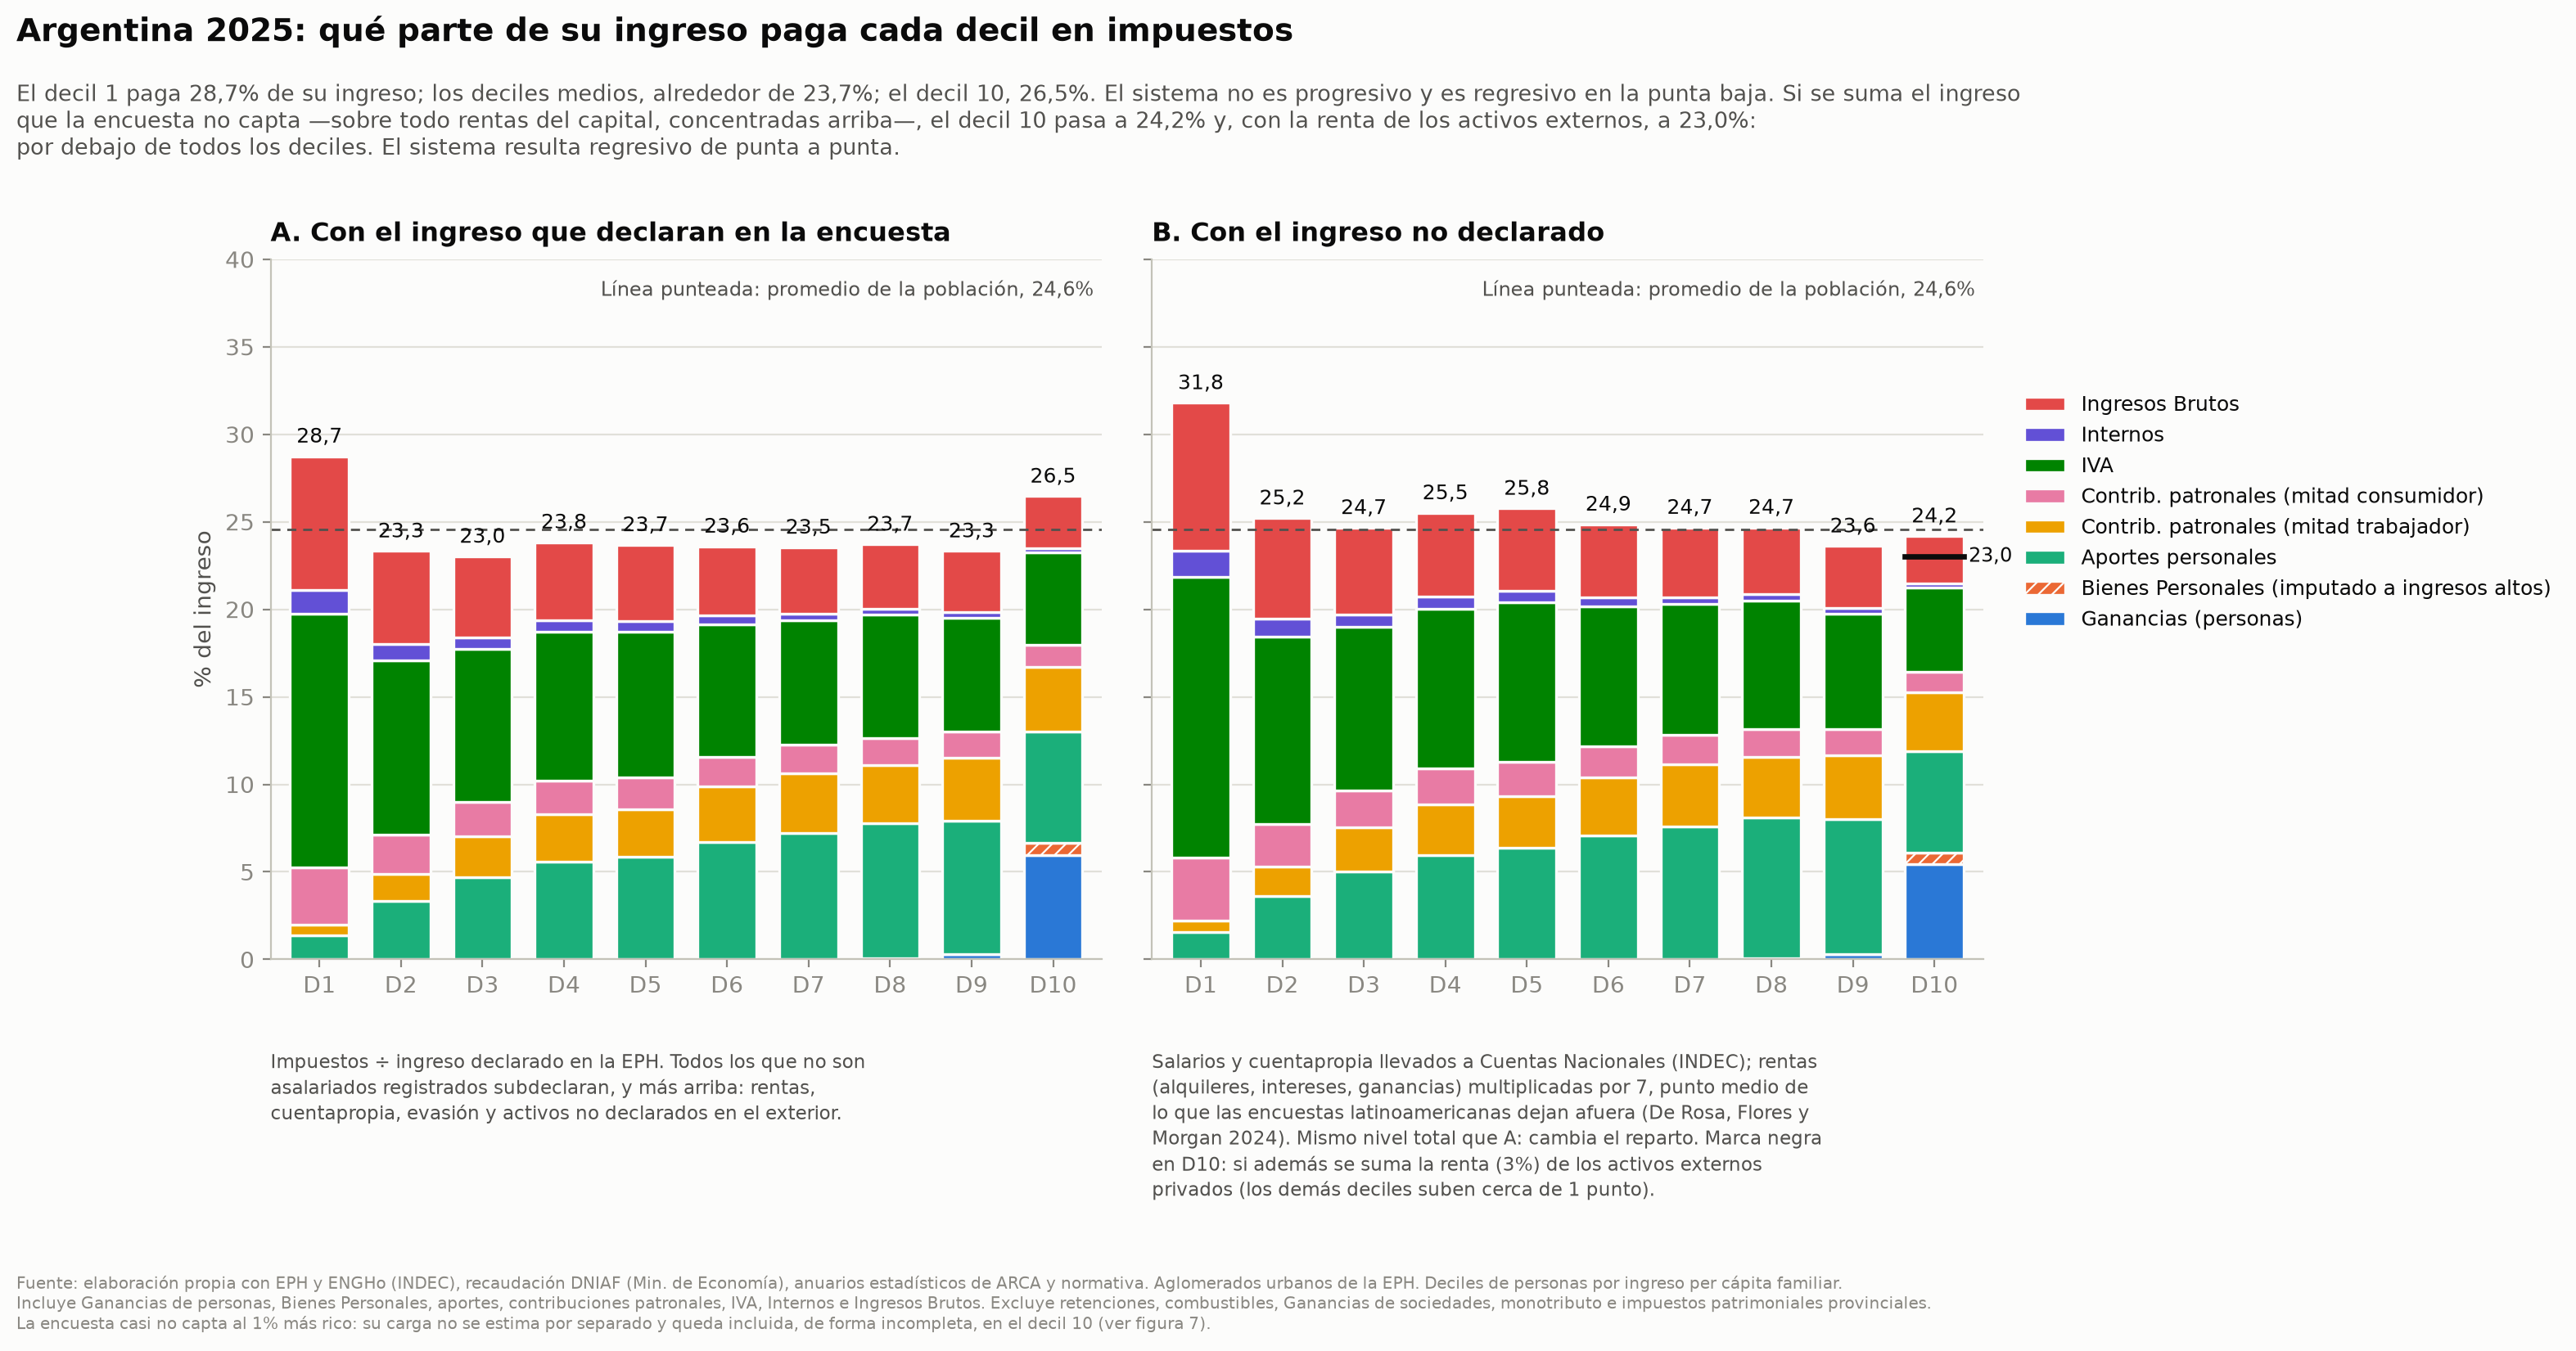 Argentina 2025: qué parte de su ingreso paga cada decil en impuestos
El decil 1 paga 28,7% de su ingreso; los deciles medios, alrededor de 23,7%; el decil 10, 26,5%. El sistema no es progresivo y es regresivo en la punta baja. Si se suma el ingreso
que la encuesta no capta —sobre todo rentas del capital, concentradas arriba—, el decil 10 pasa a 24,2% y, con la renta de los activos externos, a 23,0%:
por debajo de todos los deciles. El sistema resulta regresivo de punta a punta.
A. Con el ingreso que declaran en la encuesta
Línea punteada: promedio de la población, 24,6%
% del ingreso
40
35
30
25
20
15
10
5
0
28,7
23,3
23,0
23,8
23,7
23,6
23,5
23,7
23,3
26,5
D1
D2
D3
D4
D5
D6
D7
D8
D9
D10
Impuestos ÷ ingreso declarado en la EPH. Todos los que no son
asalariados registrados subdeclaran, y más arriba: rentas,
cuentapropia, evasión y activos no declarados en el exterior.
B. Con el ingreso no declarado
Línea punteada: promedio de la población, 24,6%
31,8
25,2
24,7
25,5
25,8
24,9
24,7
24,7
23,6
24,2
23,0
D1
D2
D3
D4
D5
D6
D7
D8
D9
D10
Salarios y cuentapropia llevados a Cuentas Nacionales (INDEC); rentas
(alquileres, intereses, ganancias) multiplicadas por 7, punto medio de
lo que las encuestas latinoamericanas dejan afuera (De Rosa, Flores y
Morgan 2024). Mismo nivel total que A: cambia el reparto. Marca negra
en D10: si además se suma la renta (3%) de los activos externos
privados (los demás deciles suben cerca de 1 punto).
Ingresos Brutos
Internos
IVA
Contrib. patronales (mitad consumidor)
Contrib. patronales (mitad trabajador)
Aportes personales
Bienes Personales (imputado a ingresos altos)
Ganancias (personas)
Fuente: elaboración propia con EPH y ENGHo (INDEC), recaudación DNIAF (Min. de Economía), anuarios estadísticos de ARCA y normativa. Aglomerados urbanos de la EPH. Deciles de personas por ingreso per cápita familiar.
Incluye Ganancias de personas, Bienes Personales, aportes, contribuciones patronales, IVA, Internos e Ingresos Brutos. Excluye retenciones, combustibles, Ganancias de sociedades, monotributo e impuestos patrimoniales provinciales.
La encuesta casi no capta al 1% más rico: su carga no se estima por separado y queda incluida, de forma incompleta, en el decil 10 (ver figura 7).